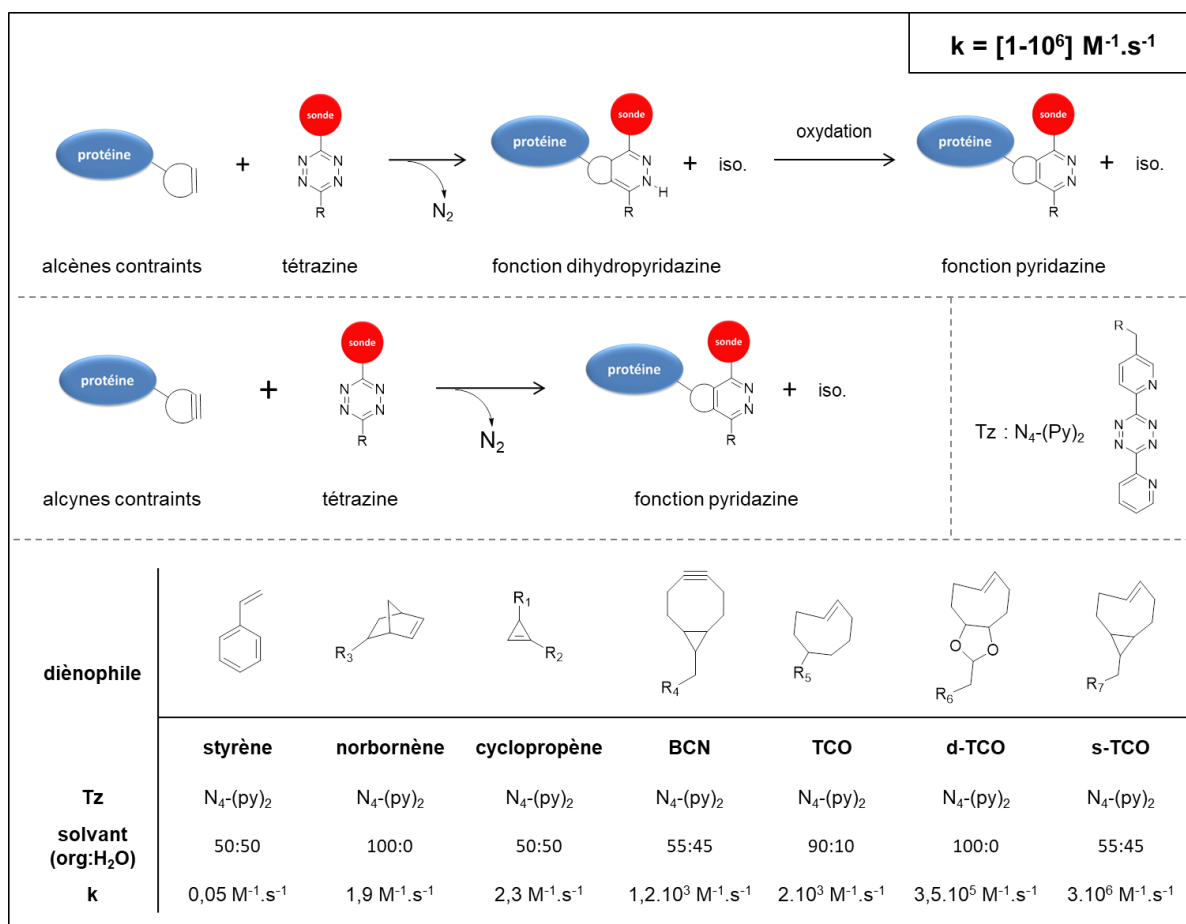 k = [1-10⁶] M⁻¹.s⁻¹
sonde
protéine
+
N N N N
R
N₂
sonde
protéine
N N H
R
+ iso.
oxydation
sonde
protéine
N N
R
+ iso.
alcènes contraints tétrazine fonction dihydropyridazine fonction pyridazine
sonde
protéine
+
N N N N
R
N₂
sonde
protéine
N N
R
+ iso.
alcynes contraints tétrazine fonction pyridazine
R
N
N N
Tz : N₄-(Py)₂
N N
N
diènophile
R₃
R₁
R₂
R₄
R₅
O O
R₆
R₇
styrène norbornène cyclopropène BCN TCO d-TCO s-TCO
Tz N₄-(py)₂ N₄-(py)₂ N₄-(py)₂ N₄-(py)₂ N₄-(py)₂ N₄-(py)₂ N₄-(py)₂
solvant
(org:H₂O) 50:50 100:0 50:50 55:45 90:10 100:0 55:45
k 0,05 M⁻¹.s⁻¹ 1,9 M⁻¹.s⁻¹ 2,3 M⁻¹.s⁻¹ 1,2.10³ M⁻¹.s⁻¹ 2.10³ M⁻¹.s⁻¹ 3,5.10⁵ M⁻¹.s⁻¹ 3.10⁶ M⁻¹.s⁻¹